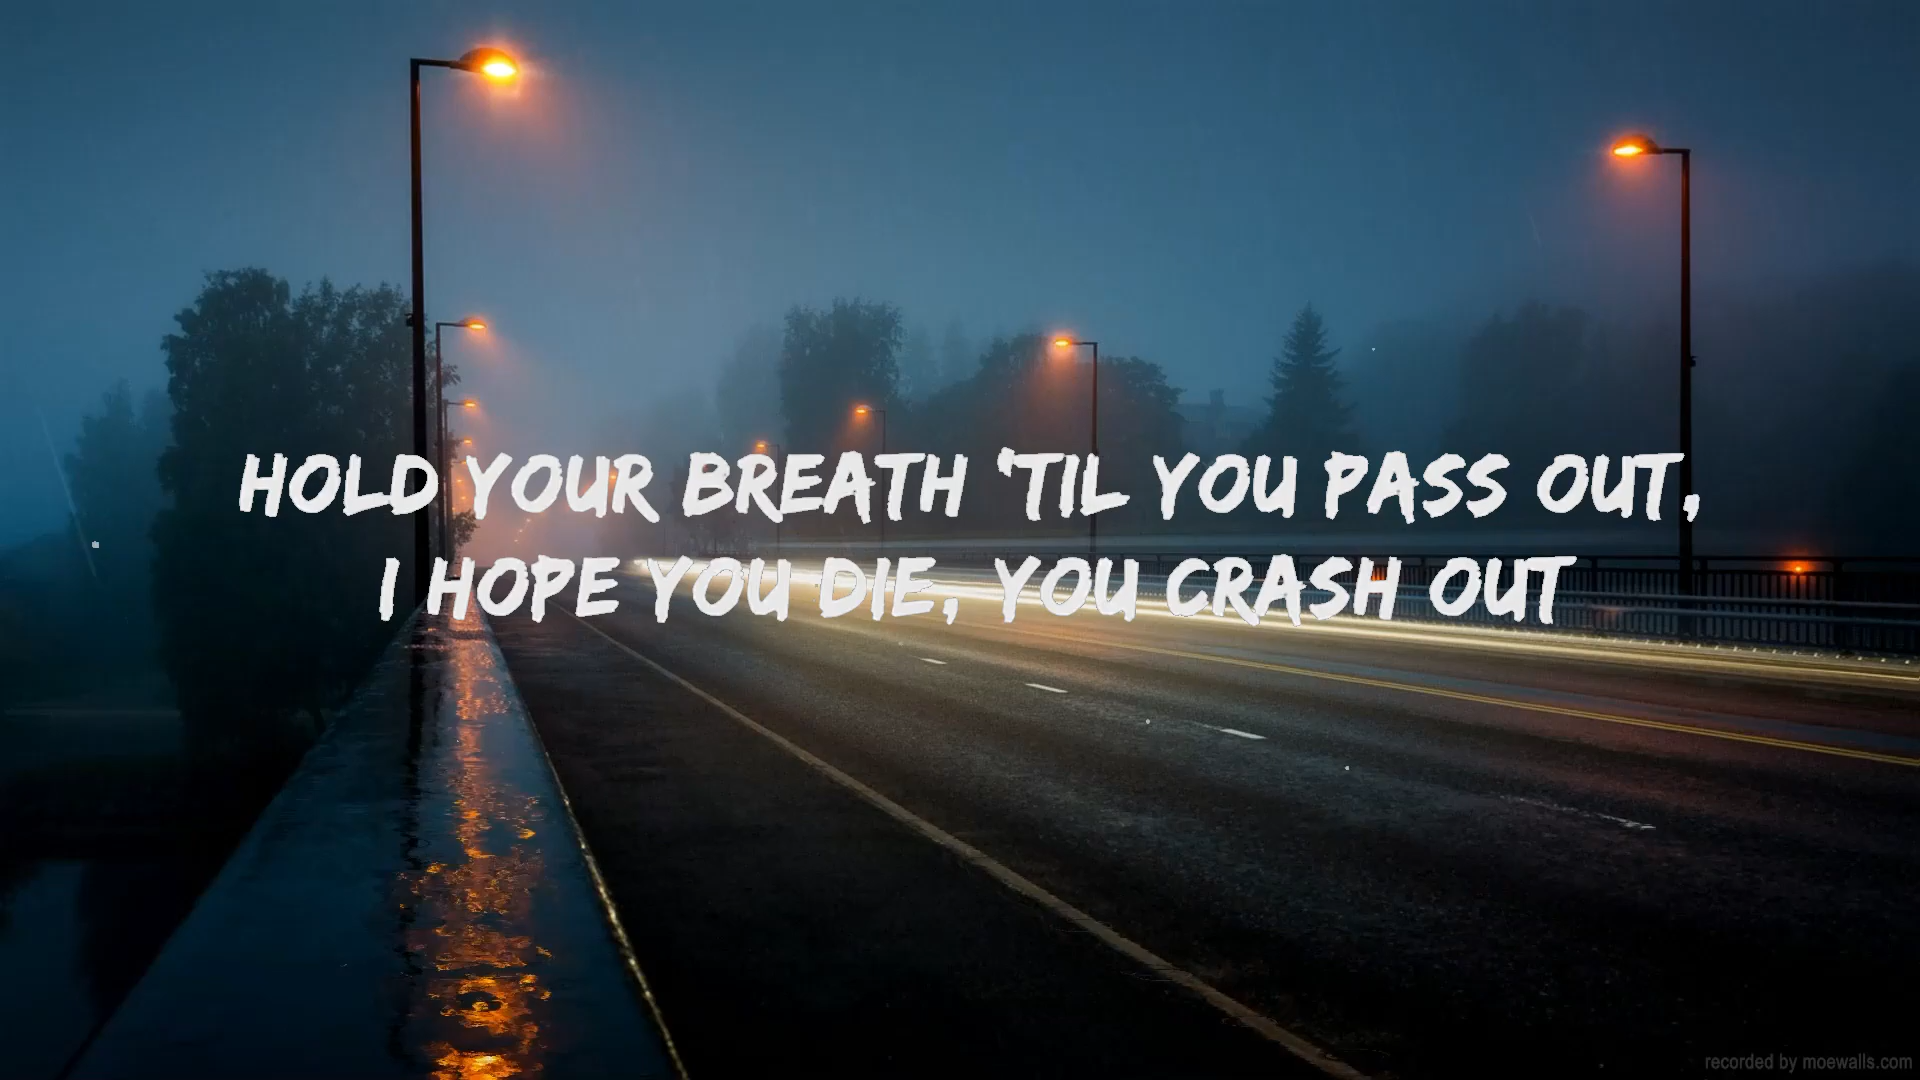 HOLD YOUR BREATH 'TIL YOU PASS OUT,
I HOPE YOU DIE, YOU CRASH OUT
recorded by moewalls.com